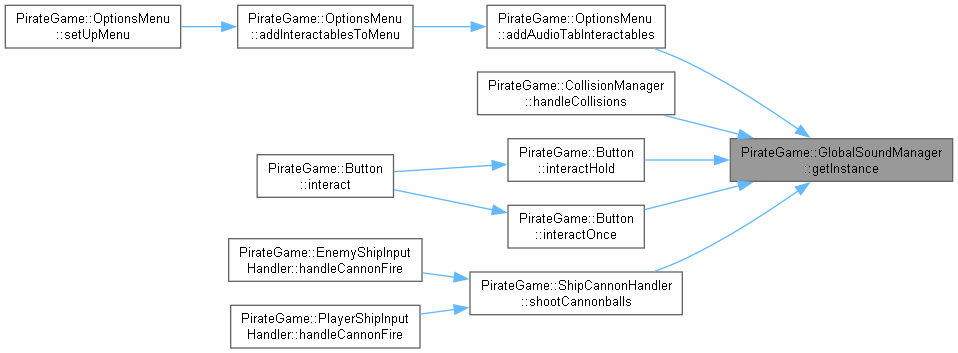 PirateGame::OptionsMenu
::setUpMenu
PirateGame::OptionsMenu
::addInteractablesToMenu
PirateGame::OptionsMenu
::addAudioTabInteractables
PirateGame::CollisionManager
::handleCollisions
PirateGame::GlobalSoundManager
::getInstance
PirateGame::Button
::interact
PirateGame::Button
::interactHold
PirateGame::Button
::interactOnce
PirateGame::EnemyShipInput
Handler::handleCannonFire
PirateGame::ShipCannonHandler
::shootCannonballs
PirateGame::PlayerShipInput
Handler::handleCannonFire